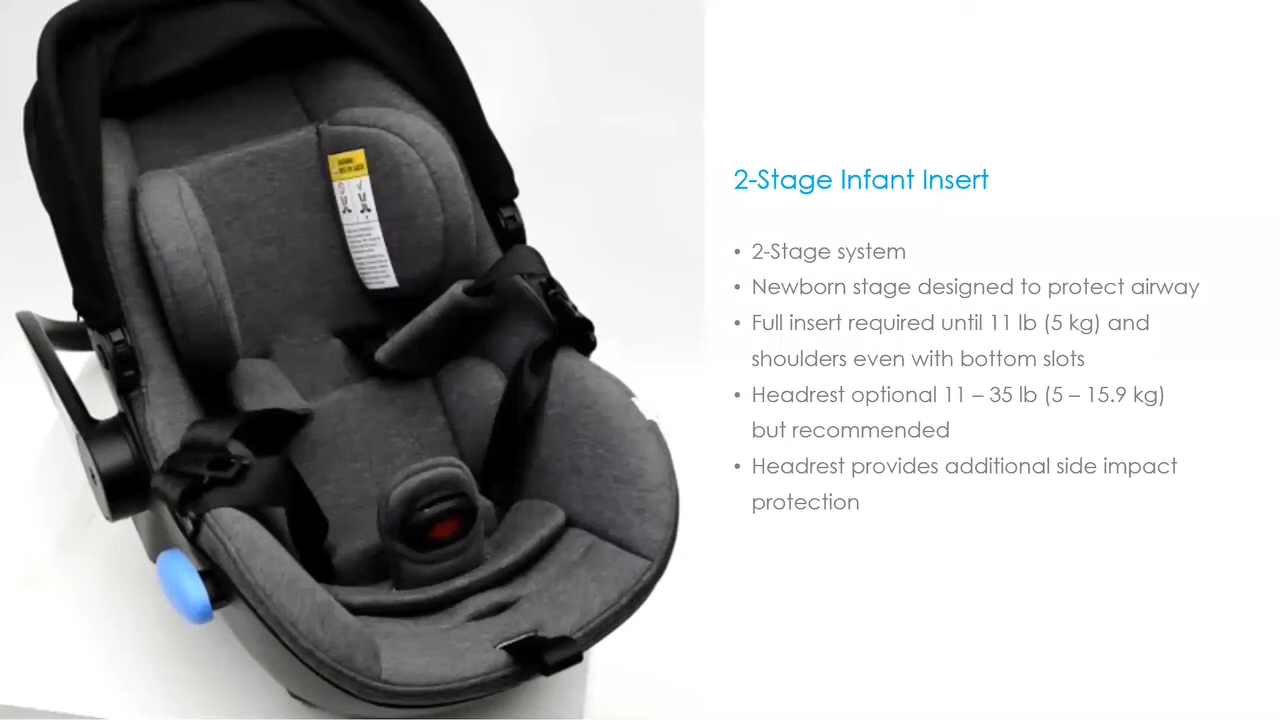 2-Stage Infant Insert
• 2-Stage system
• Newborn stage designed to protect airway
• Full insert required until 11 lb (5 kg) and
shoulders even with bottom slots
• Headrest optional 11 – 35 lb (5 – 15.9 kg)
but recommended
• Headrest provides additional side impact
protection